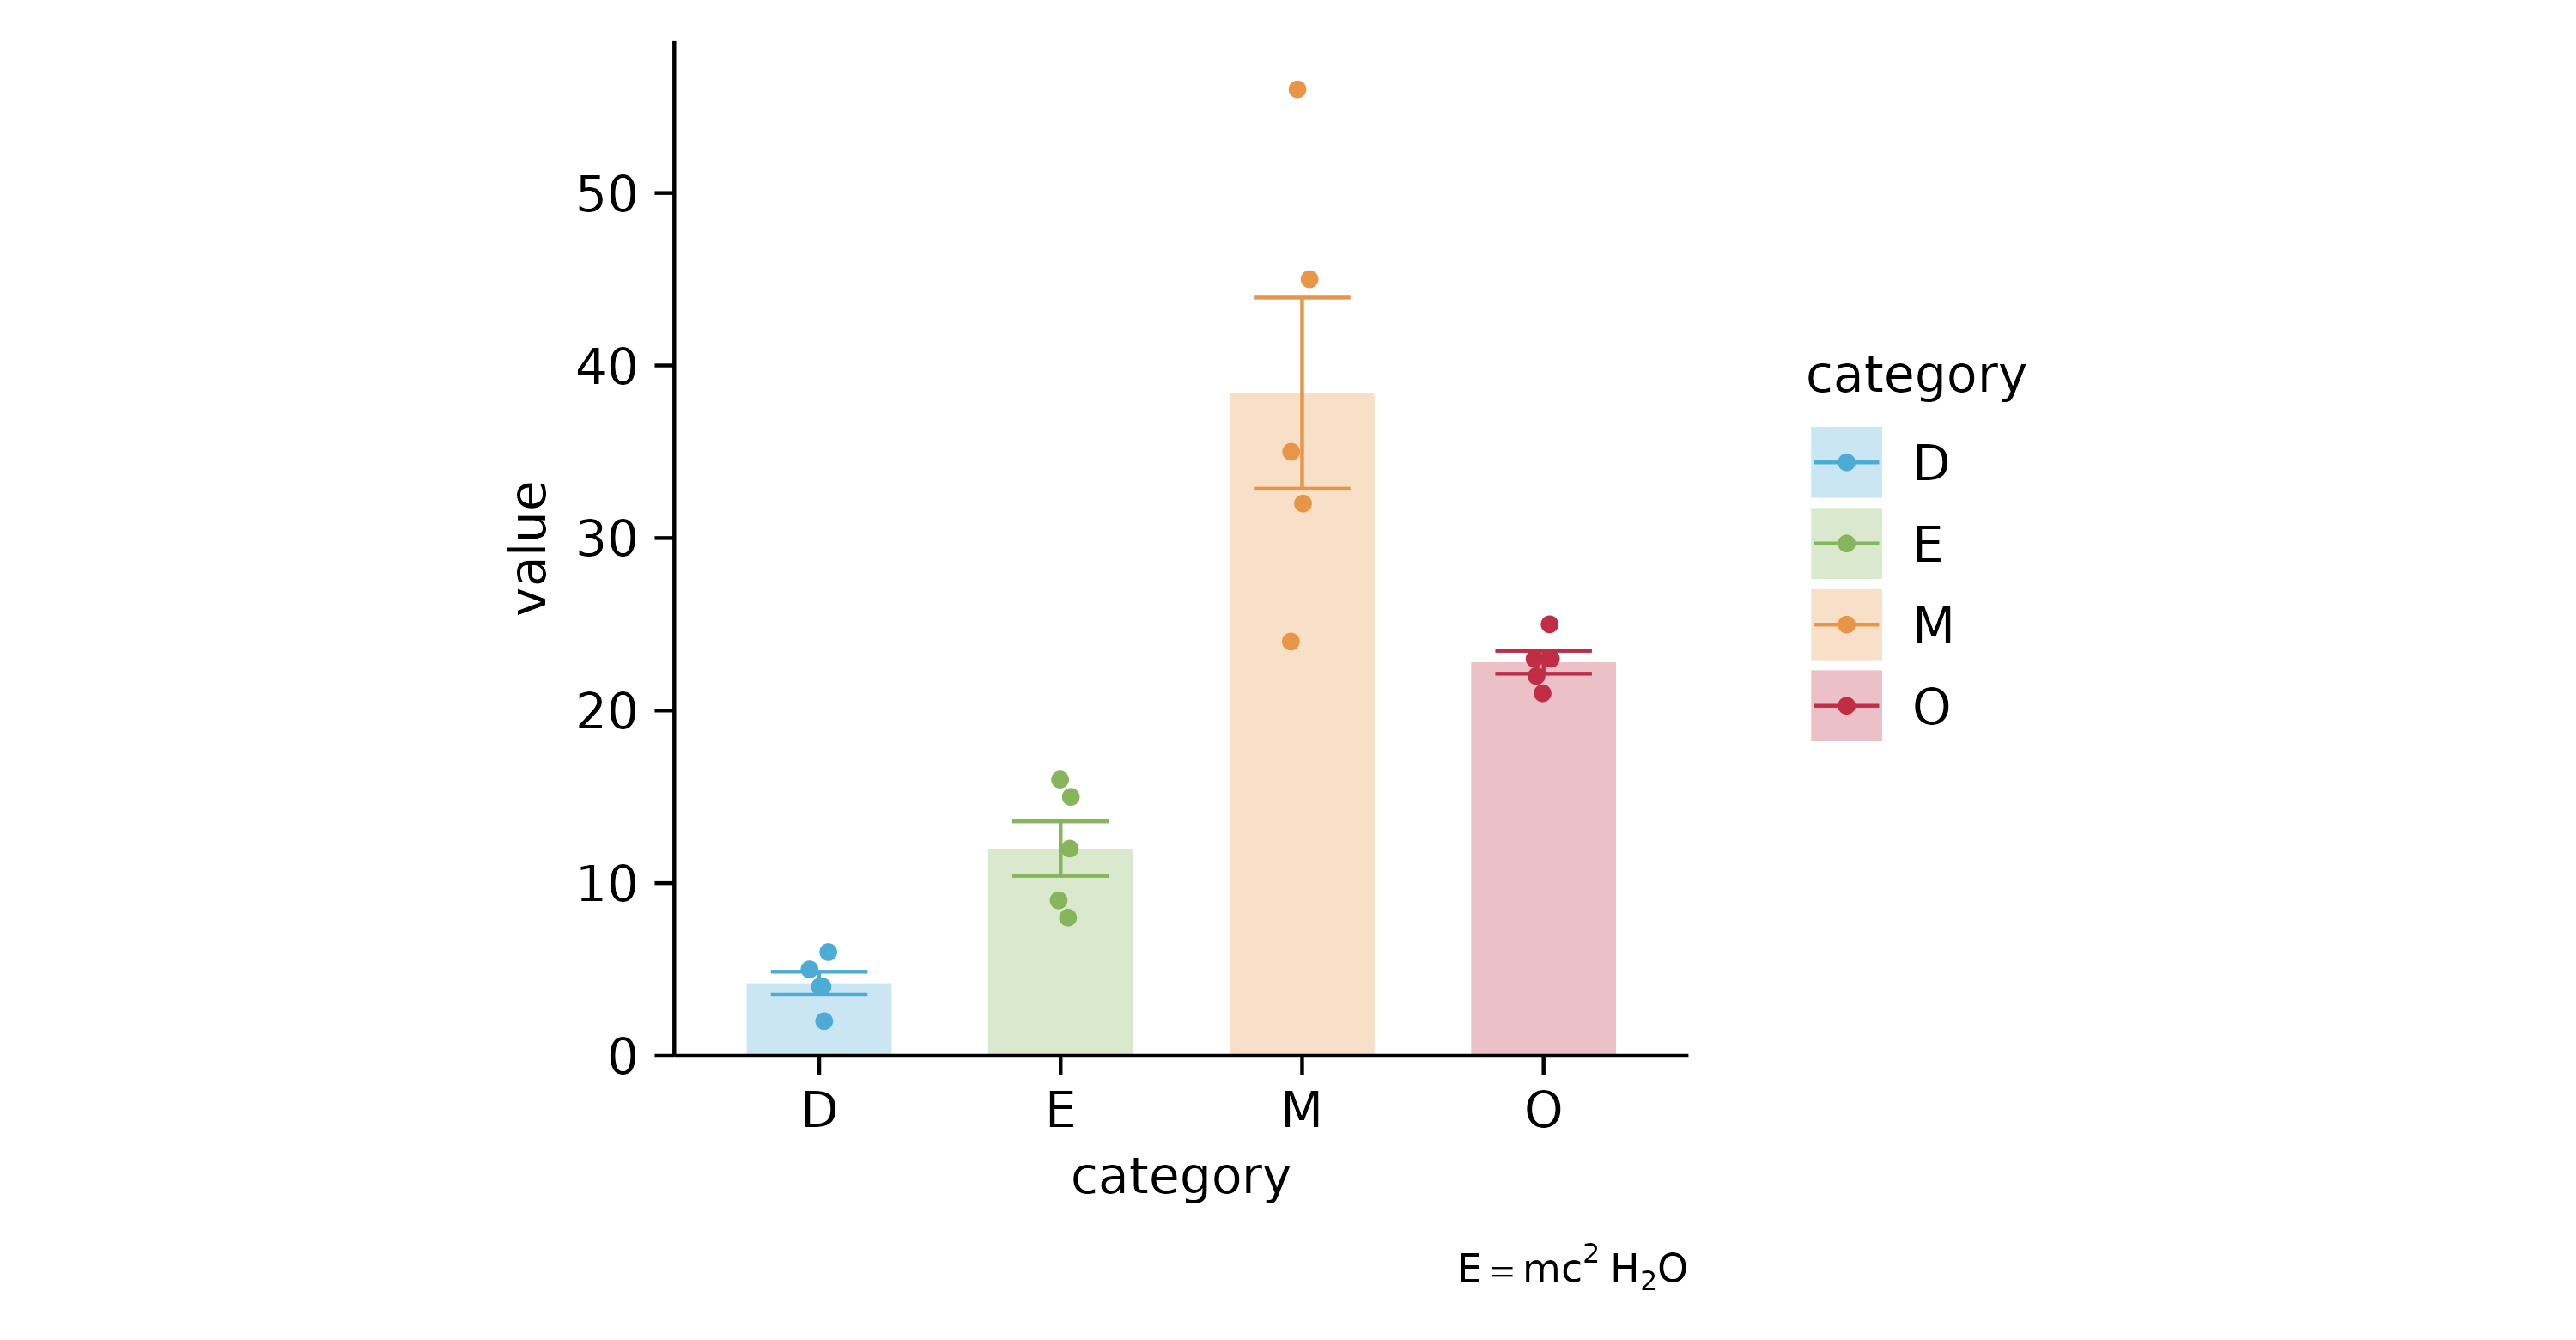 50
40
30
20
10
0
value
D E M O
category
category
D
E
M
O
E = mc² H₂O